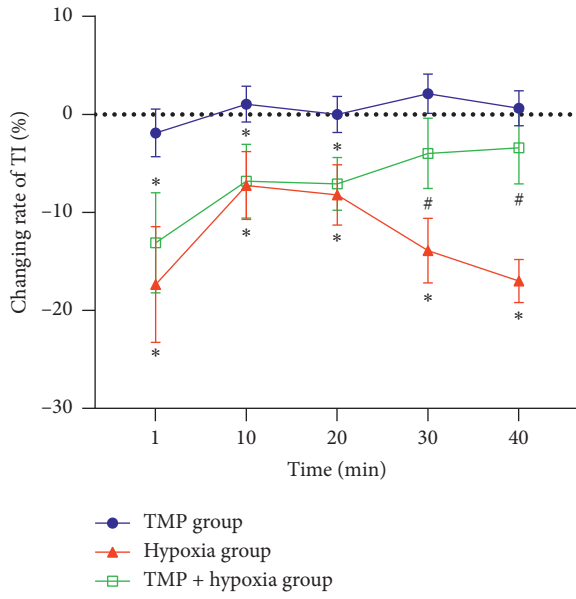 10
0
−10
−20
−30
Changing rate of TI (%)
* * *
# #
* * * * *
1 10 20 30 40
Time (min)
TMP group
Hypoxia group
TMP + hypoxia group